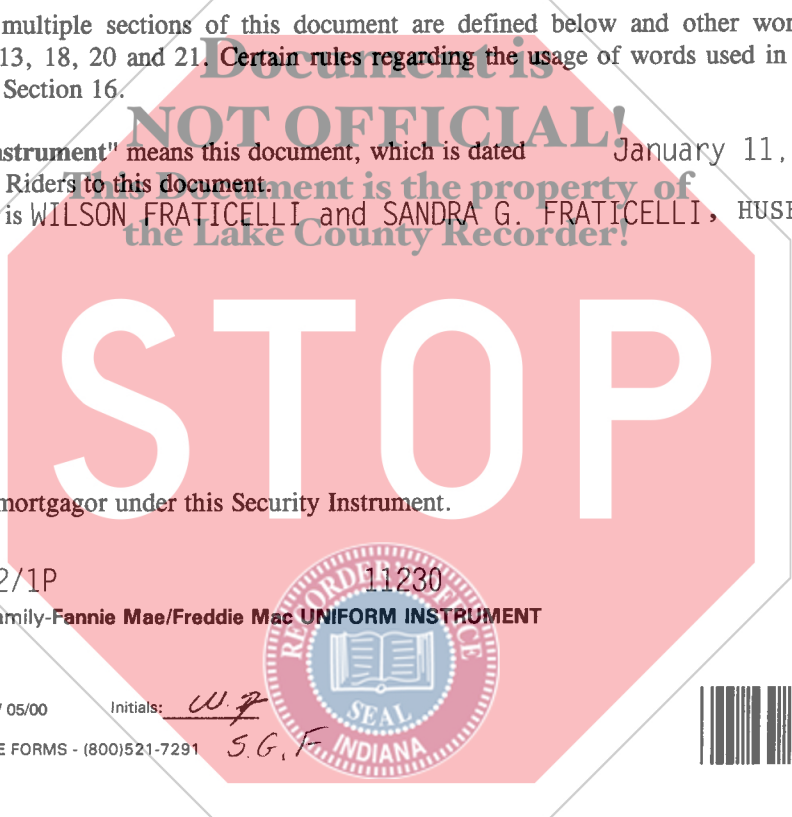 multiple sections of this document are defined below and other wor
13, 18, 20 and 21. Certain rules regarding the usage of words used in
Section 16.
Document is
NOT OFFICIAL!
This Document is the property of
the Lake County Recorder!
strument" means this document, which is dated January 11,
Riders to this document.
is WILSON FRATICELLI and SANDRA G. FRATICELLI, HUSB
STOP
mortgagor under this Security Instrument.
2/1P 11230
amily-Fannie Mae/Freddie Mac UNIFORM INSTRUMENT
RECORDER OFFICE
SEAL
INDIANA
05/00 Initials: W.F
E FORMS - (800)521-7291 S.G.F